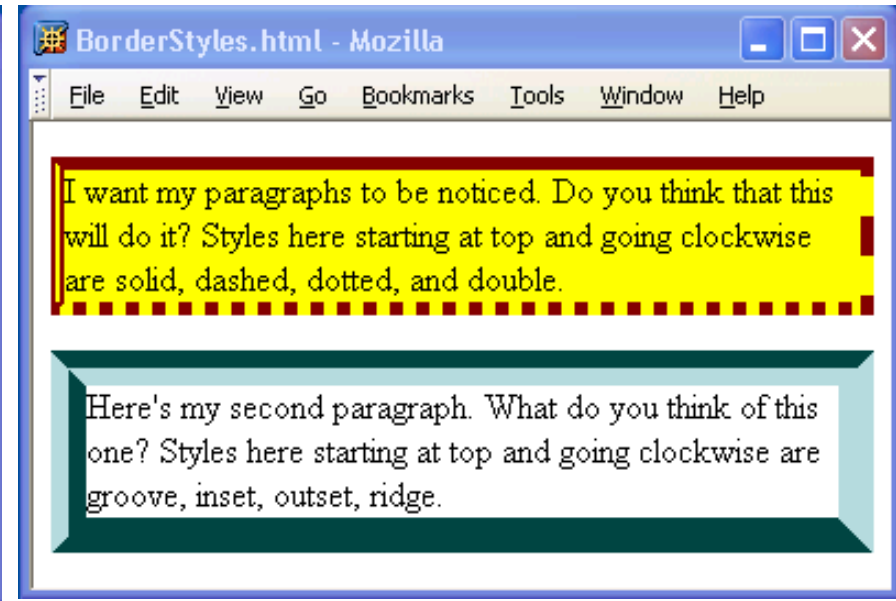 BorderStyles.html - Mozilla
File Edit View Go Bookmarks Tools Window Help
I want my paragraphs to be noticed. Do you think that this
will do it? Styles here starting at top and going clockwise
are solid, dashed, dotted, and double.
Here's my second paragraph. What do you think of this
one? Styles here starting at top and going clockwise are
groove, inset, outset, ridge.